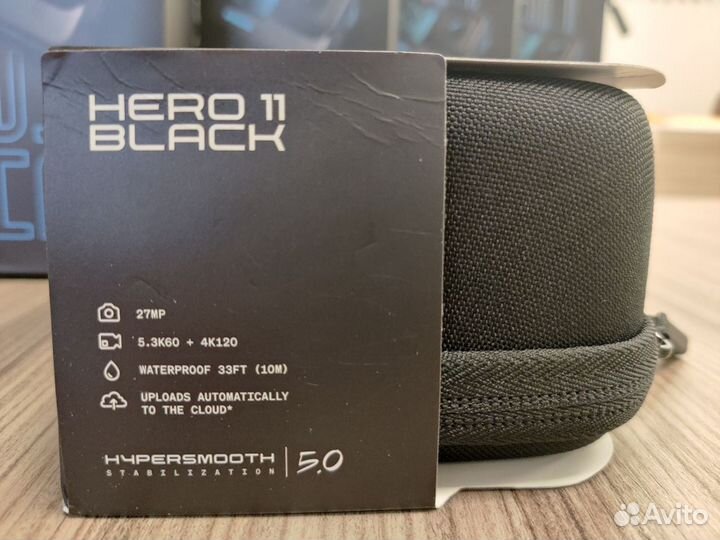 HERO 11
BLACK
27MP
5.3K60 + 4K120
WATERPROOF 33FT (10M)
UPLOADS AUTOMATICALLY
TO THE CLOUD*
HYPERSMOOTH
STABILIZATION
5.0
Avito